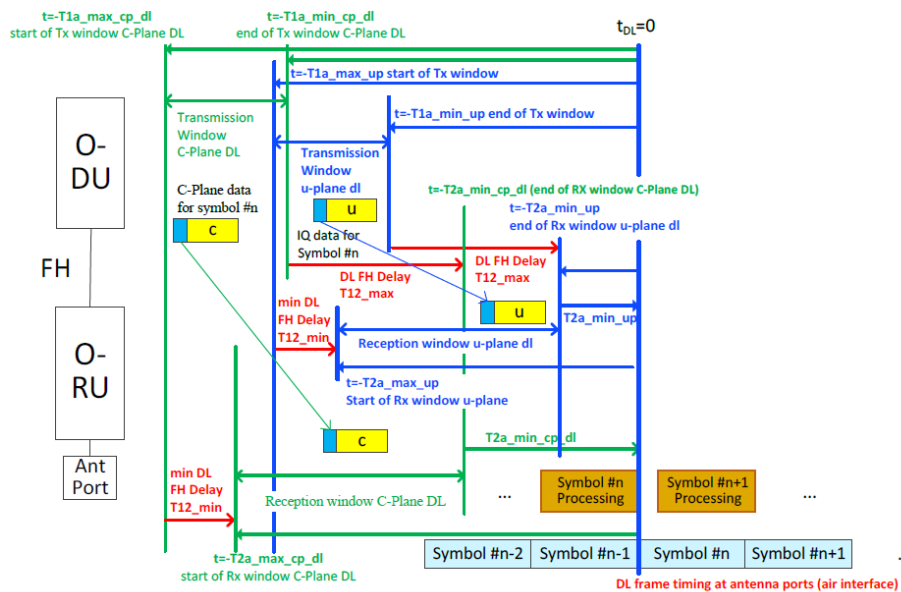 t=-T1a_max_cp_dl
start of Tx window C-Plane DL
t=-T1a_min_cp_dl
end of Tx window C-Plane DL
t_DL=0
t=-T1a_max_up start of Tx window
t=-T1a_min_up end of Tx window
Transmission
Window
C-Plane DL
Transmission
Window
u-plane dl
O-
DU
C-Plane data
for symbol #n
c
u
IQ data for
Symbol #n
t=-T2a_min_cp_dl (end of RX window C-Plane DL)
t=-T2a_min_up
end of Rx window u-plane dl
FH
DL FH Delay
T12_max
DL FH Delay
T12_max
min DL
FH Delay
T12_min
u
T2a_min_up
Reception window u-plane dl
O-
RU
t=-T2a_max_up
Start of Rx window u-plane
c
T2a_min_cp_dl
Ant
Port
min DL
FH Delay
T12_min
Reception window C-Plane DL
...
Symbol #n
Processing
Symbol #n+1
Processing
...
t=-T2a_max_cp_dl
start of Rx window C-Plane DL
Symbol #n-2
Symbol #n-1
Symbol #n
Symbol #n+1
.
DL frame timing at antenna ports (air interface)